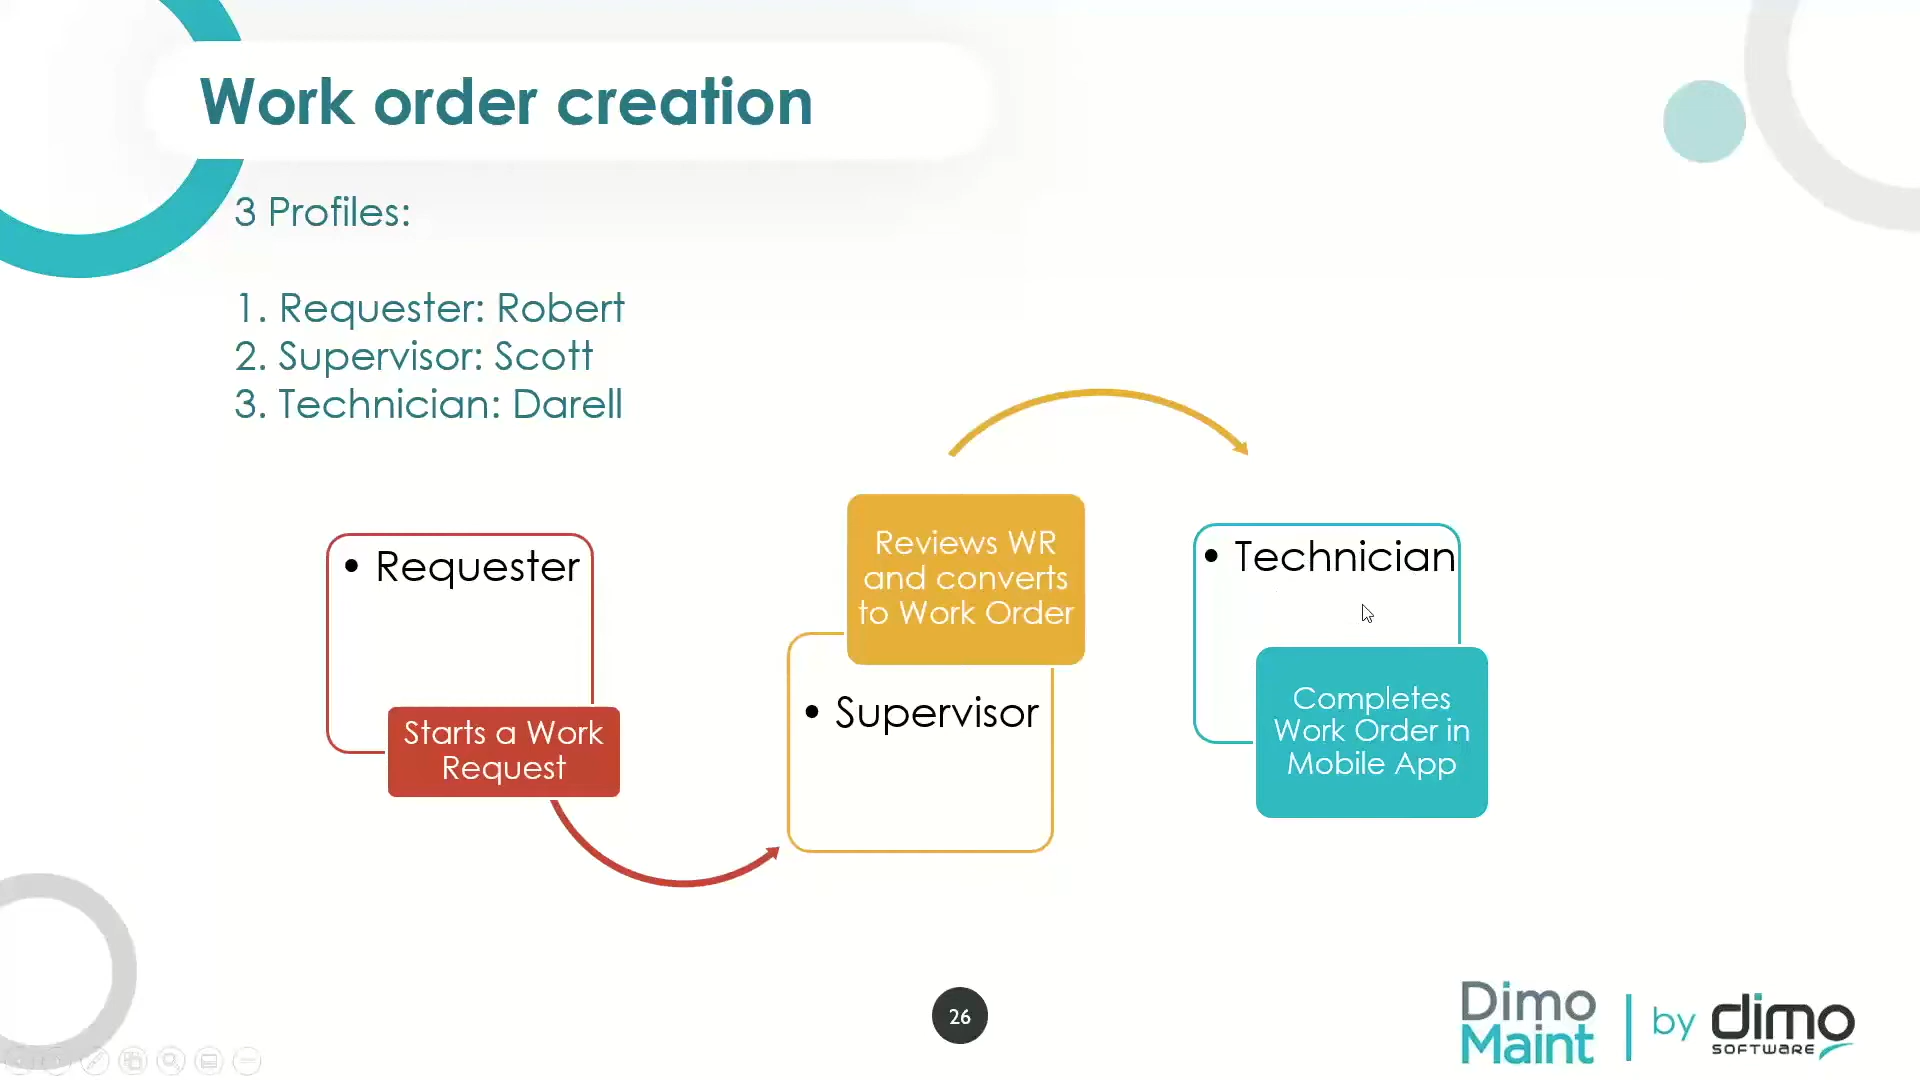 Work order creation
3 Profiles:
1. Requester: Robert
2. Supervisor: Scott
3. Technician: Darell
• Requester
Starts a Work
Request
Reviews WR
and converts
to Work Order
• Supervisor
• Technician
Completes
Work Order in
Mobile App
26
Dimo
Maint
by dimo
SOFTWARE